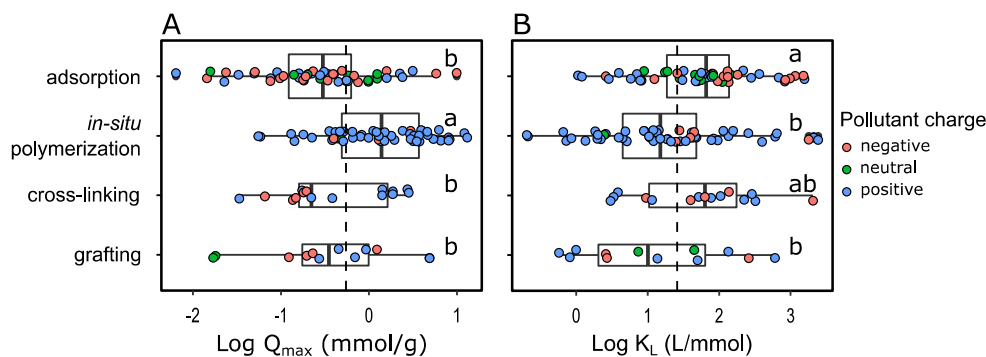 A
B
adsorption
in-situ
polymerization
cross-linking
grafting
b
a
b
b
a
b
ab
b
-2 -1 0 1
0 1 2 3
Log Qmax (mmol/g)
Log KL (L/mmol)
Pollutant charge
negative
neutral
positive